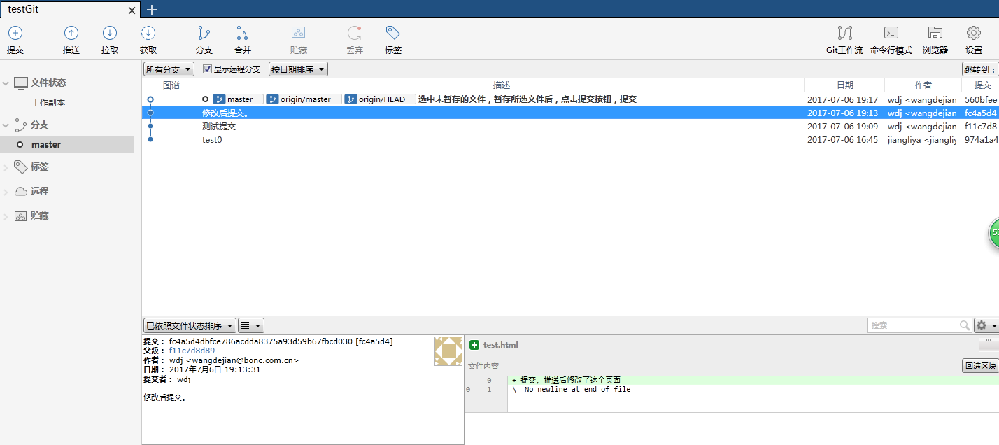 testGit
提交 推送 拉取 获取 分支 合并 贮藏 丢弃 标签 Git工作流 命令行模式 浏览器 设置
文件状态
工作副本
分支
master
标签
远程
贮藏
所有分支 显示远程分支 按日期排序 跳转到：
图谱 描述 日期 作者 提交
master origin/master origin/HEAD 选中未暂存的文件，暂存所选文件后，点击提交按钮，提交 2017-07-06 19:17 wdj <wangdejian 560bfee
修改后提交。 2017-07-06 19:13 wdj <wangdejian fc4a5d4
测试提交 2017-07-06 19:09 wdj <wangdejian f11c7d8
test0 2017-07-06 16:45 jiangliya <jiangliy 974a1a4
已依照文件状态排序 搜索
提交： fc4a5d4dbfce786acdda8375a93d59b67fbcd030 [fc4a5d4]
父级： f11c7d8d89
作者： wdj <wangdejian@bonc.com.cn>
日期： 2017年7月6日 19:13:31
提交者： wdj
修改后提交。
test.html
文件内容 回滚区块
0 + 提交，推送后修改了这个页面
0 1 \ No newline at end of file